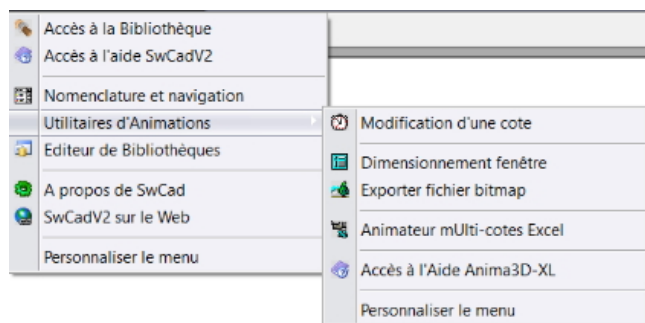 Accès à la Bibliothèque
Accès à l'aide SwCadV2
Nomenclature et navigation
Utilitaires d'Animations
Editeur de Bibliothèques
A propos de SwCad
SwCadV2 sur le Web
Personnaliser le menu
Modification d'une cote
Dimensionnement fenêtre
Exporter fichier bitmap
Animateur mUlti-cotes Excel
Accès à l'Aide Anima3D-XL
Personnaliser le menu